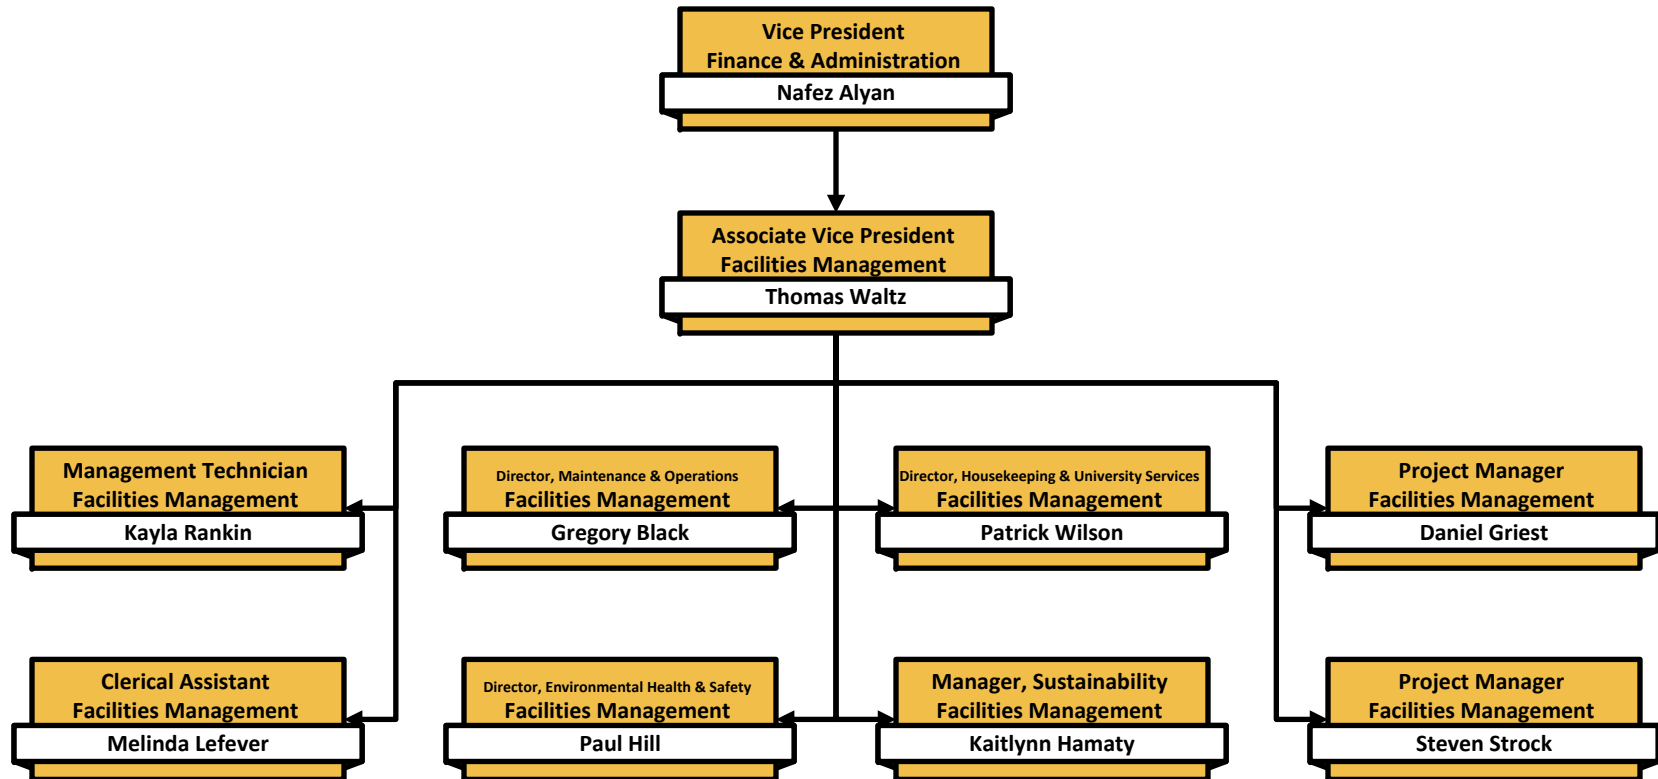 Vice President
Finance & Administration
Nafez Alyan
Associate Vice President
Facilities Management
Thomas Waltz
Management Technician
Facilities Management
Kayla Rankin
Director, Maintenance & Operations
Facilities Management
Gregory Black
Director, Housekeeping & University Services
Facilities Management
Patrick Wilson
Project Manager
Facilities Management
Daniel Griest
Clerical Assistant
Facilities Management
Melinda Lefever
Director, Environmental Health & Safety
Facilities Management
Paul Hill
Manager, Sustainability
Facilities Management
Kaitlynn Hamaty
Project Manager
Facilities Management
Steven Strock